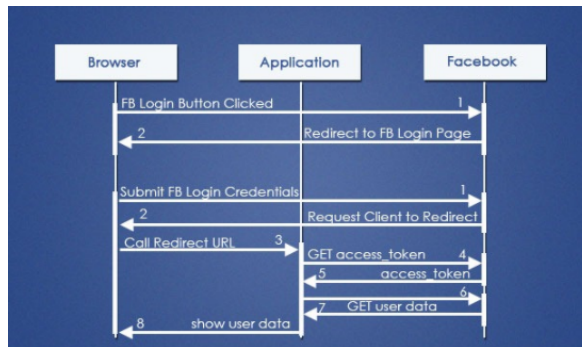 Browser
Application
Facebook
FB Login Button Clicked 1
2 Redirect to FB Login Page
Submit FB Login Credentials 1
2 Request Client to Redirect
Call Redirect URL 3
GET access_token 4
5 access_token
6
7 GET user data
8 show user data